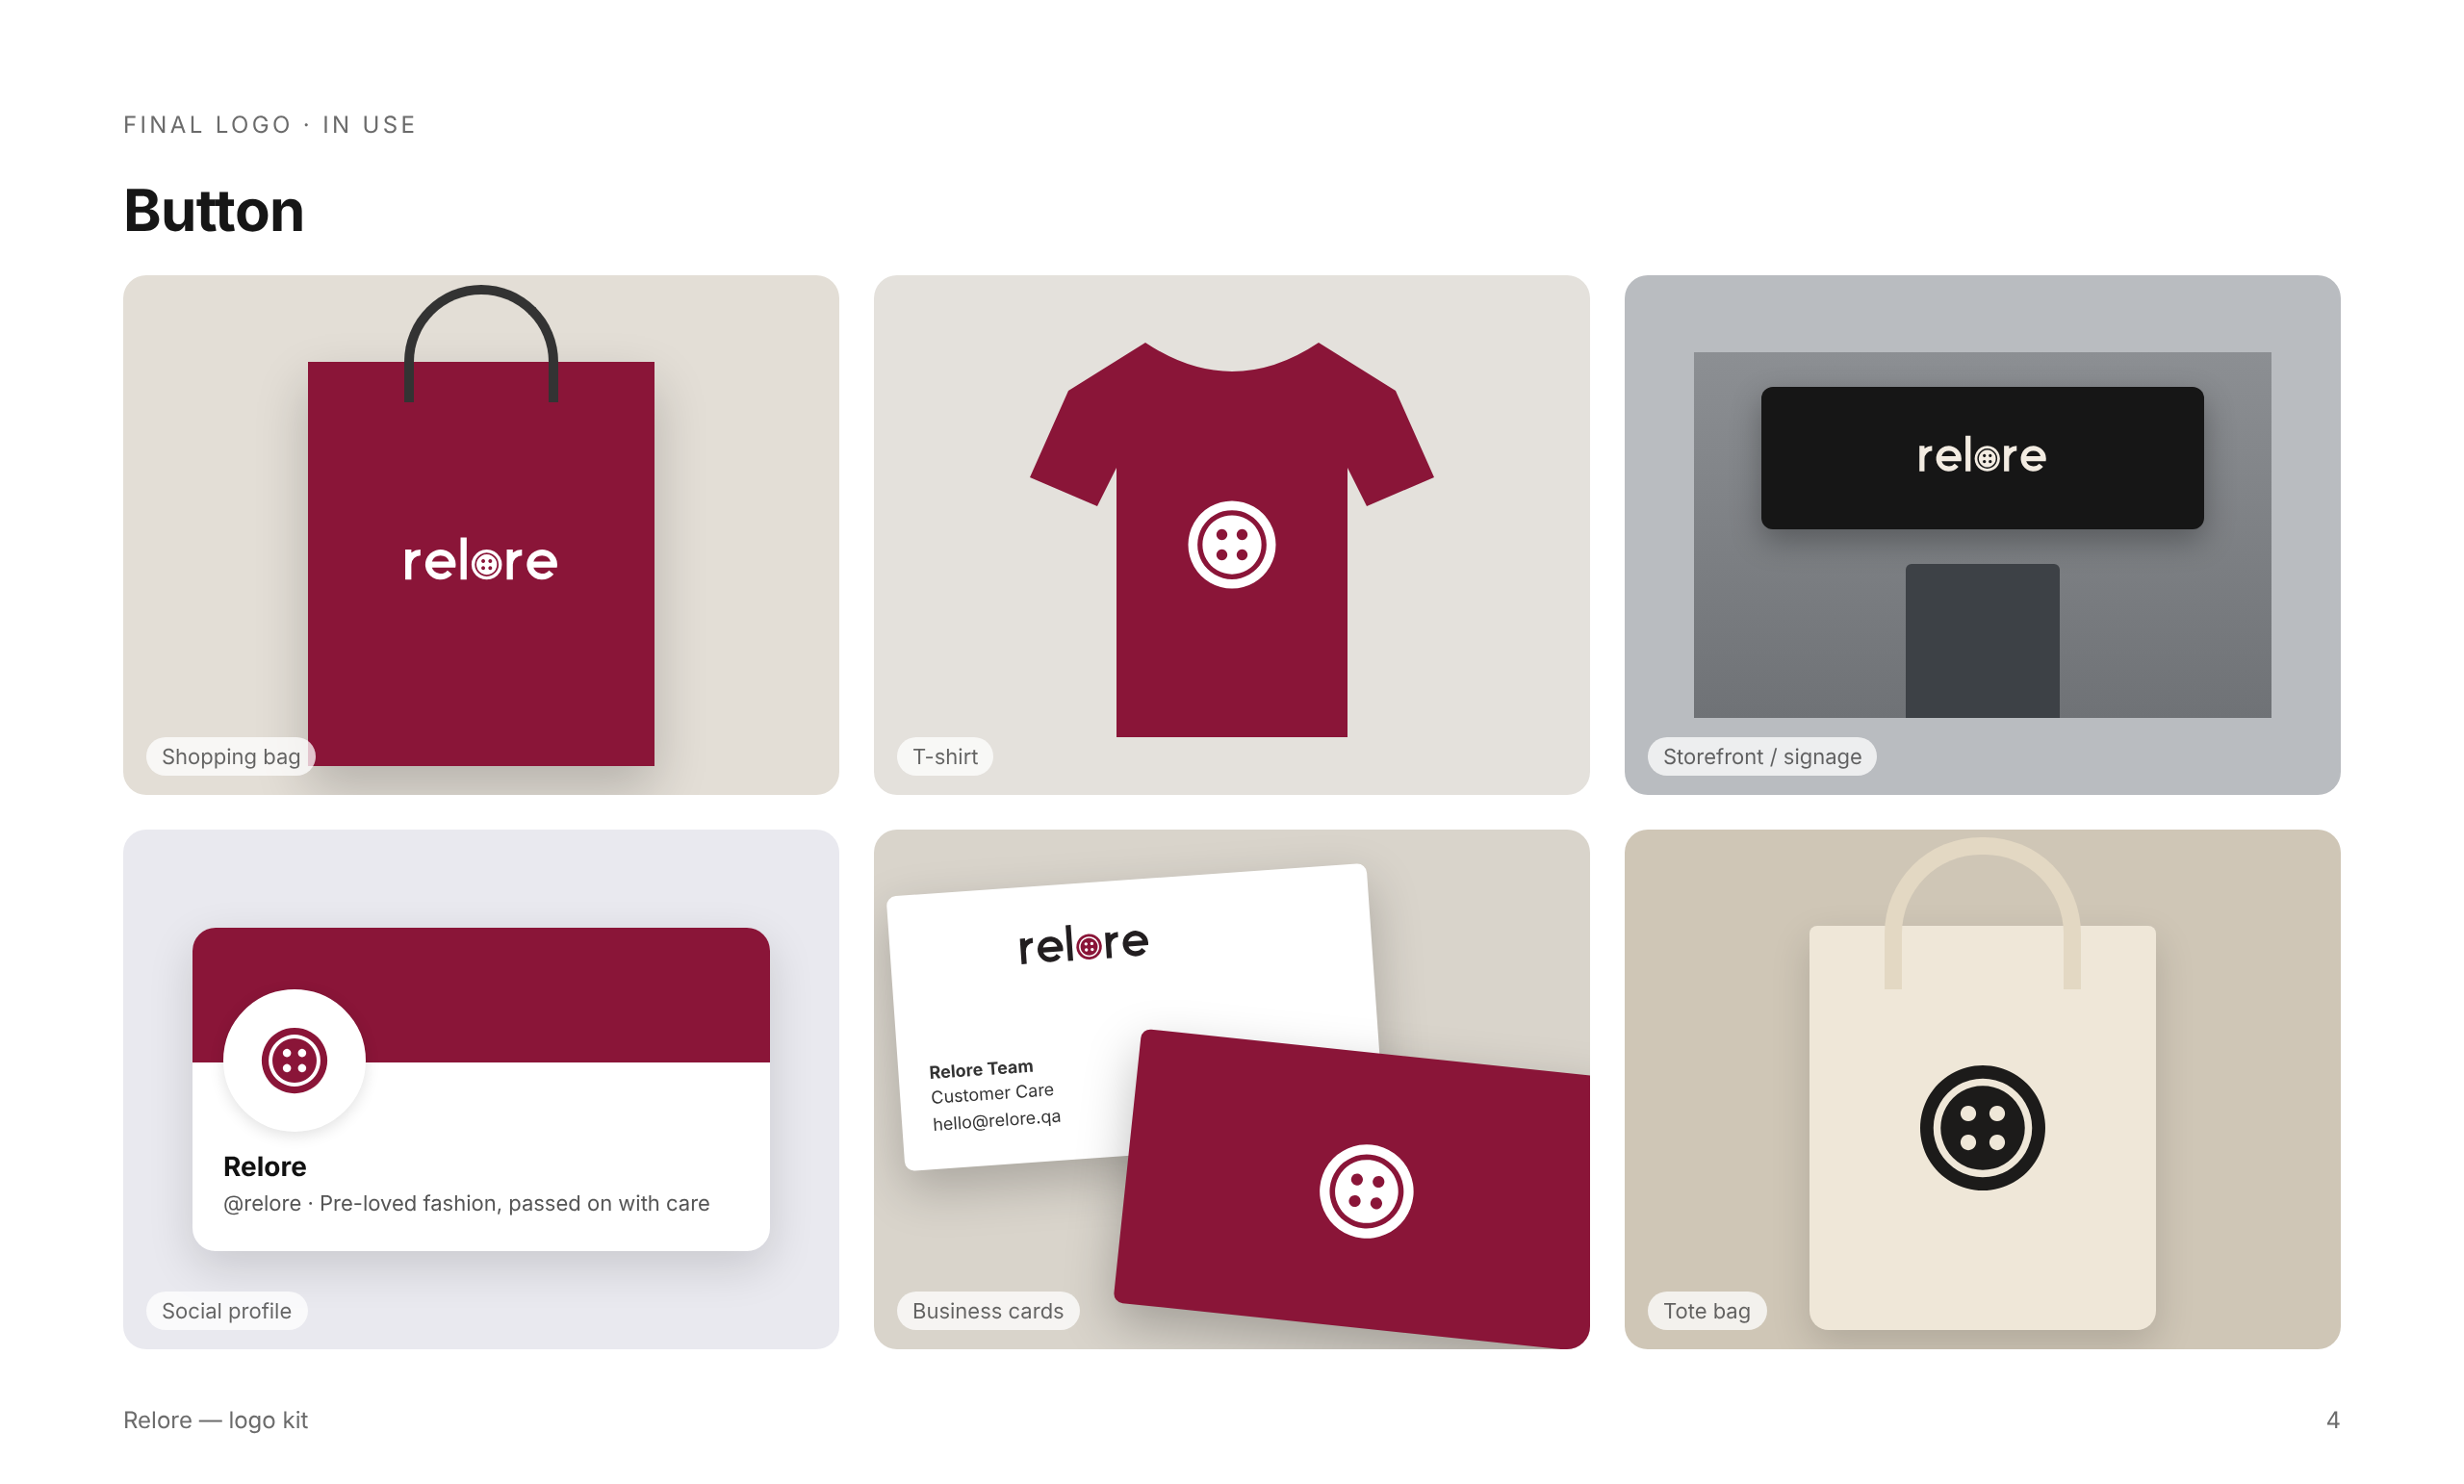 FINAL LOGO · IN USE
Button
relore
Shopping bag
T-shirt
relore
Storefront / signage
Relore
@relore · Pre-loved fashion, passed on with care
Social profile
relore
Relore Team
Customer Care
hello@relore.qa
Business cards
Tote bag
Relore — logo kit
4